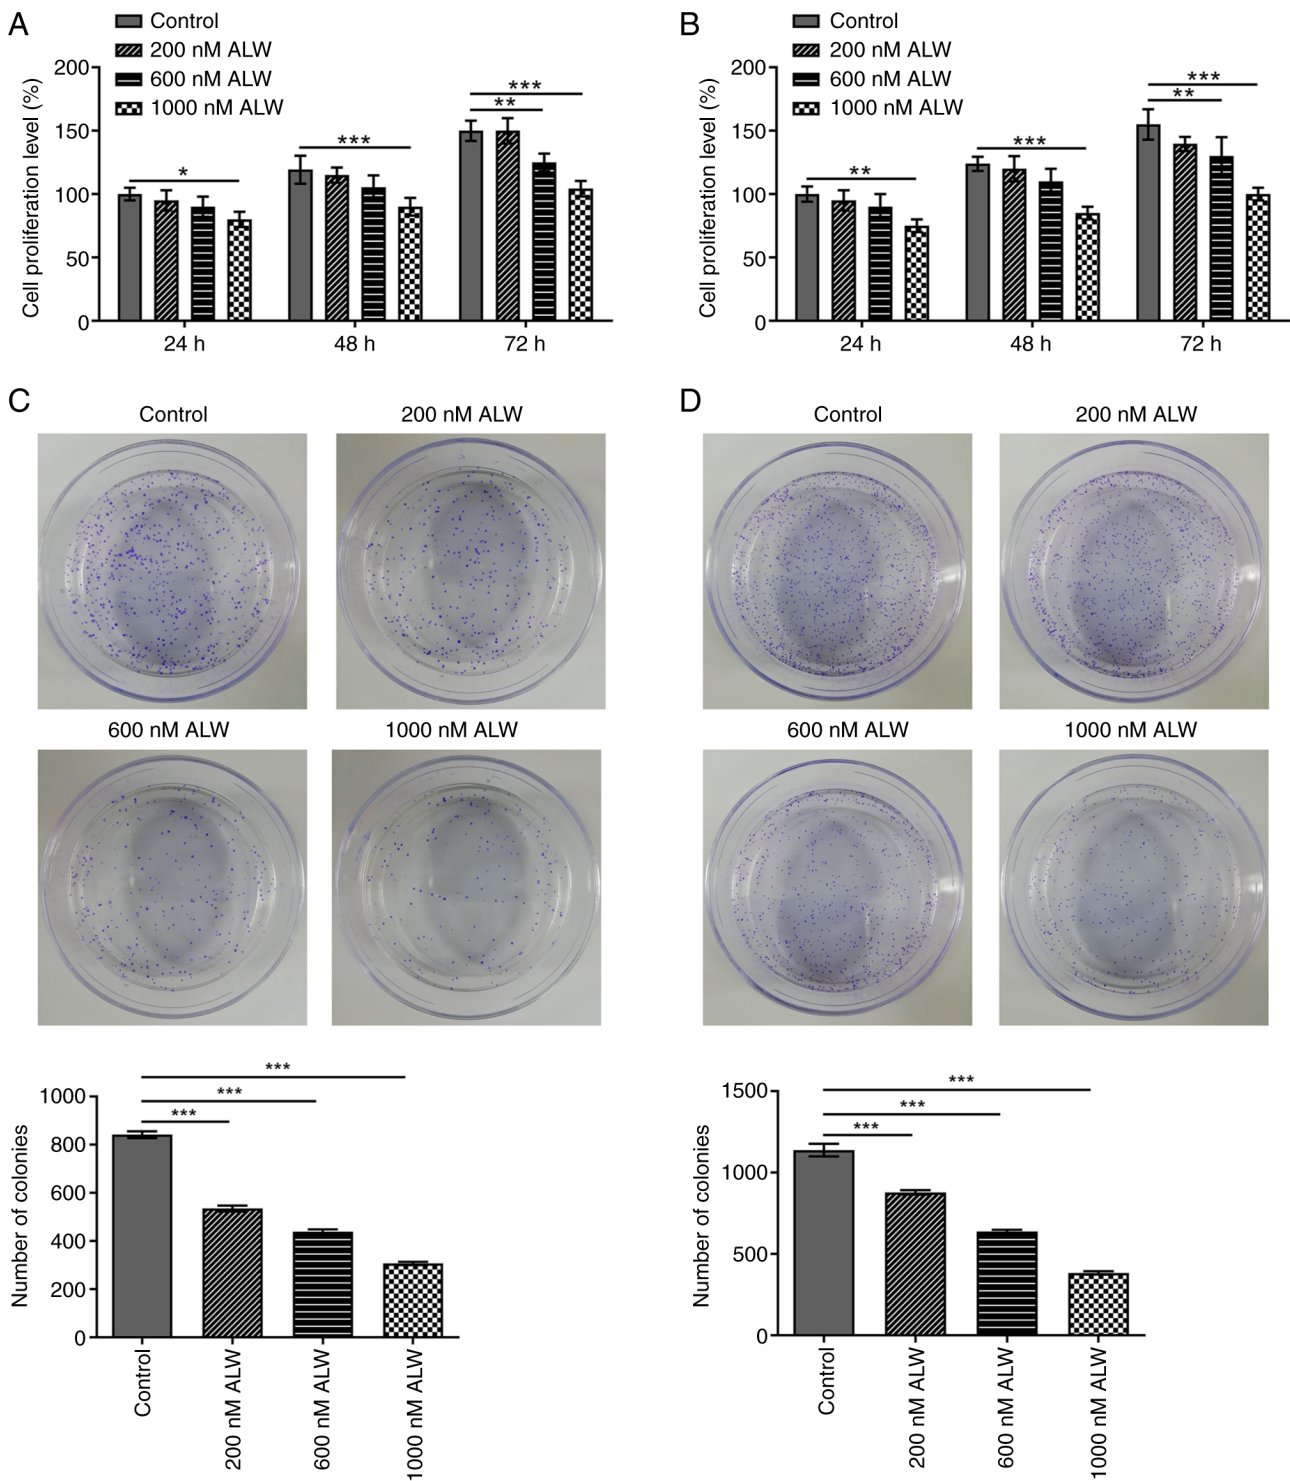 A
Control
200 nM ALW
600 nM ALW
1000 nM ALW
Cell proliferation level (%)
200
150
100
50
0
*
***
**
***
24 h
48 h
72 h
B
Control
200 nM ALW
600 nM ALW
1000 nM ALW
Cell proliferation level (%)
200
150
100
50
0
**
***
**
***
24 h
48 h
72 h
C
Control
200 nM ALW
600 nM ALW
1000 nM ALW
Number of colonies
1000
800
600
400
200
0
***
***
***
Control
200 nM ALW
600 nM ALW
1000 nM ALW
D
Control
200 nM ALW
600 nM ALW
1000 nM ALW
Number of colonies
1500
1000
500
0
***
***
***
Control
200 nM ALW
600 nM ALW
1000 nM ALW